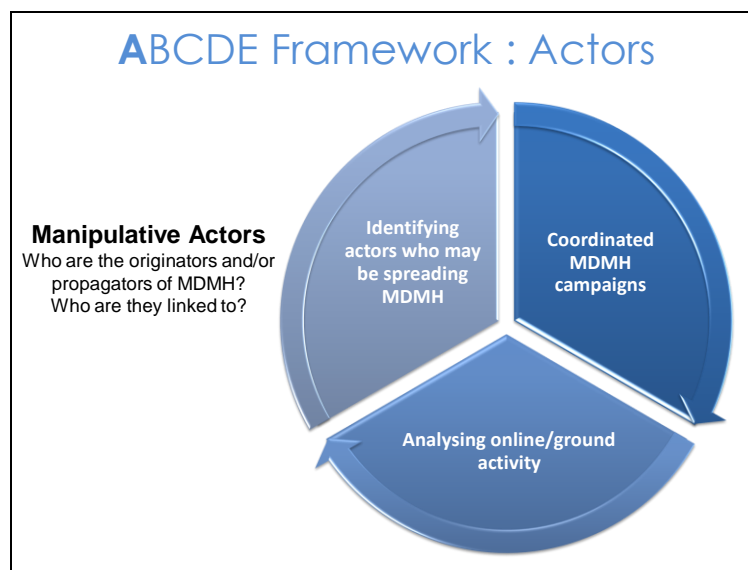 ABCDE Framework : Actors
Manipulative Actors
Who are the originators and/or
propagators of MDMH?
Who are they linked to?
Identifying
actors who may
be spreading
MDMH
Coordinated
MDMH
campaigns
Analysing online/ground
activity